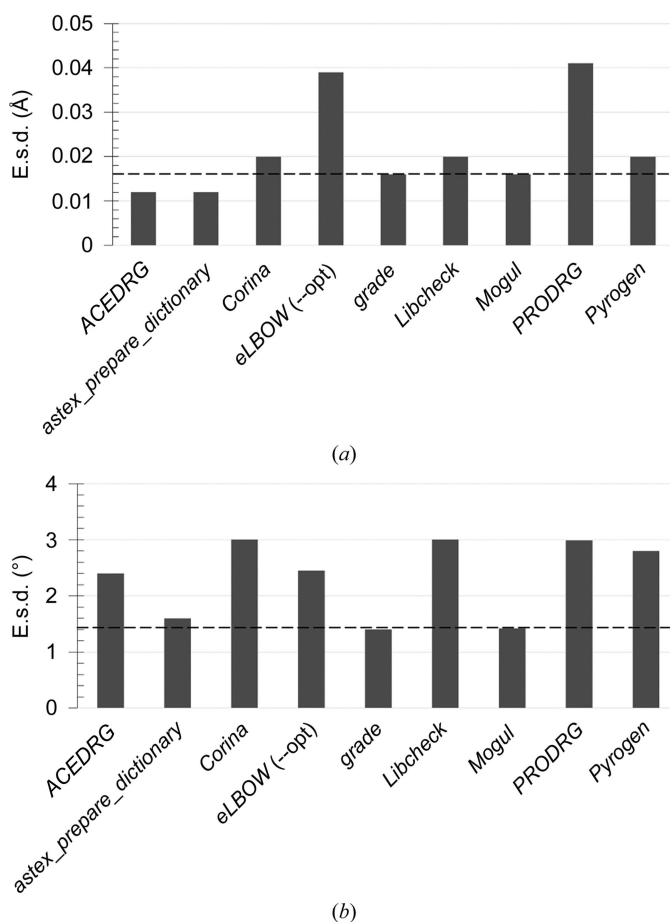 0.05
0.04
0.03
0.02
0.01
0
E.s.d. (Å)
ACEDRG
astex_prepare_dictionary
Corina
eLBOW (--opt)
grade
Libcheck
Mogul
PRODRG
Pyrogen
(a)
4
3
2
1
0
E.s.d. (°)
ACEDRG
astex_prepare_dictionary
Corina
eLBOW (--opt)
grade
Libcheck
Mogul
PRODRG
Pyrogen
(b)